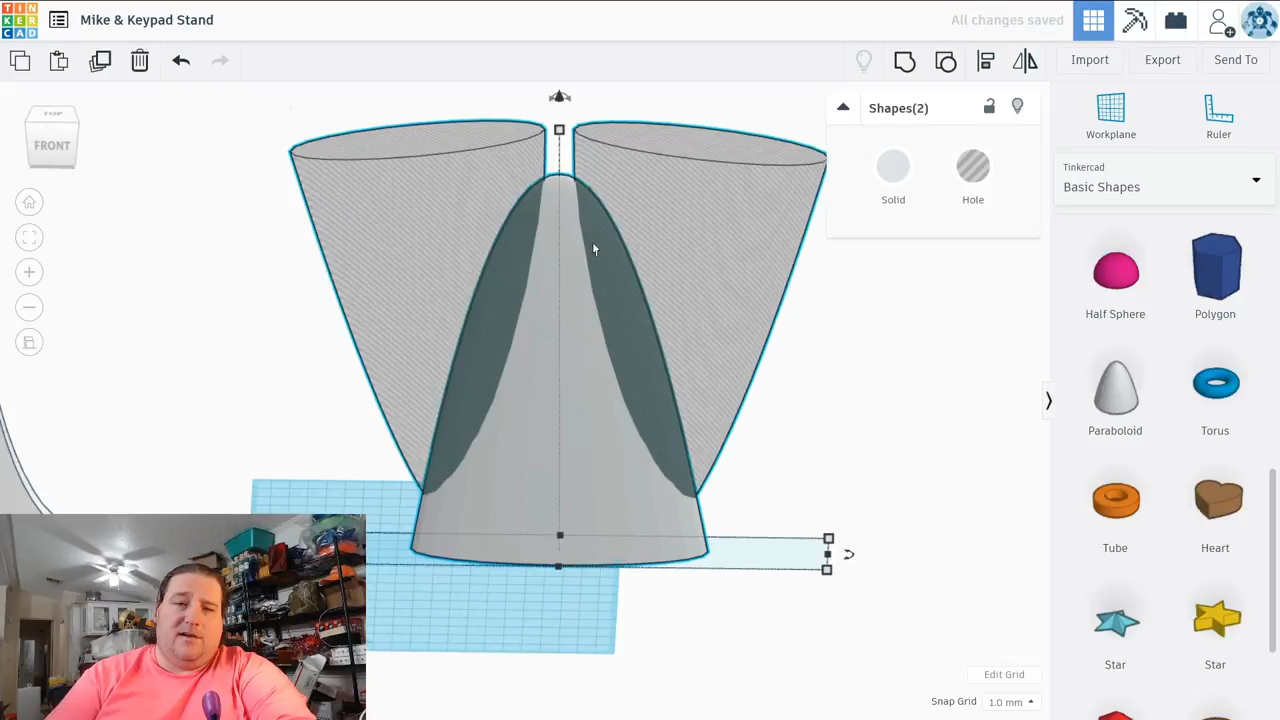 TIN
KER
CAD
Mike & Keypad Stand
All changes saved
Import
Export
Send To
TOP
FRONT
Shapes(2)
Solid
Hole
Workplane
Ruler
Tinkercad
Basic Shapes
Half Sphere
Polygon
Paraboloid
Torus
Tube
Heart
Star
Star
Edit Grid
Snap Grid
1.0 mm